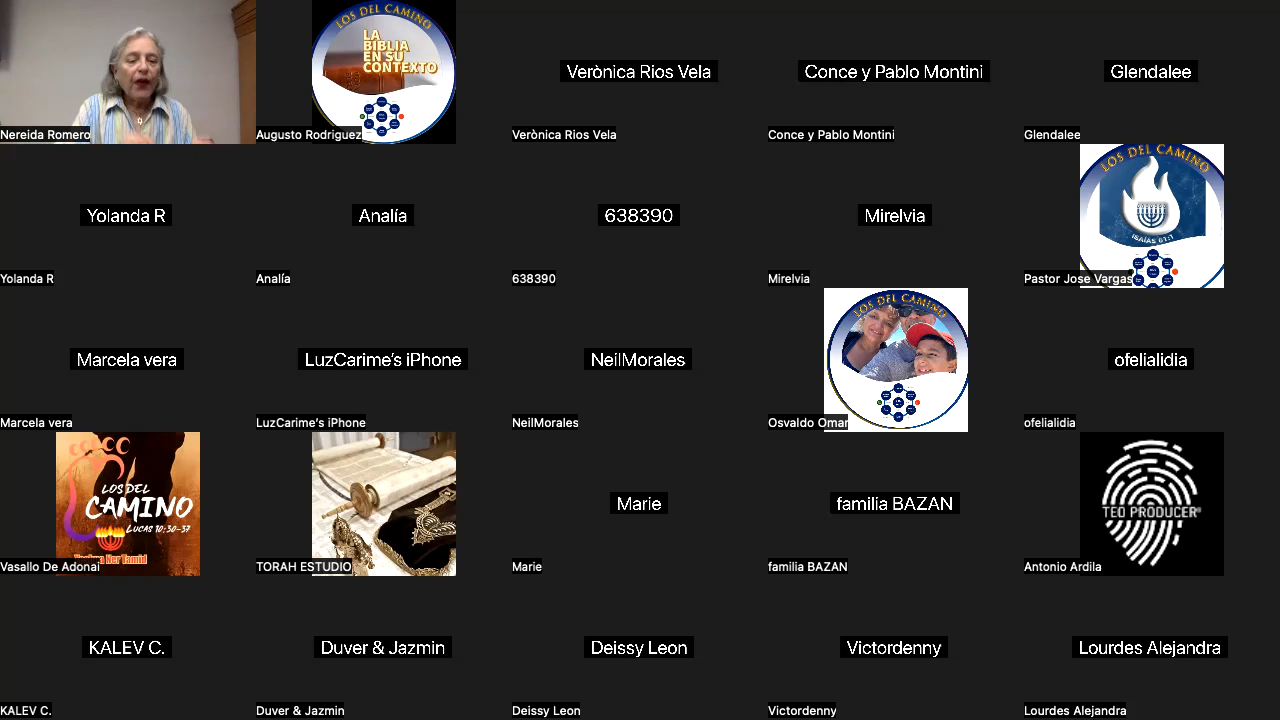 LOS DEL CAMINO
LA
BIBLIA
EN SU
CONTEXTO
Verònica Rios Vela
Conce y Pablo Montini
Glendalee
Nereida Romero
Augusto Rodriguez
Verònica Rios Vela
Conce y Pablo Montini
Glendalee
LOS DEL CAMINO
ISAÍAS 61:1
Yolanda R
Analía
638390
Mirelvia
Yolanda R
Analía
638390
Mirelvia
Pastor Jose Vargas
LOS DEL CAMINO
Marcela vera
LuzCarime’s iPhone
NeilMorales
ofelialidia
Marcela vera
LuzCarime’s iPhone
NeilMorales
Osvaldo Omar
ofelialidia
LOS DEL
CAMINO
LUCAS 10:30-37
Marie
familia BAZAN
TEO PRODUCER®
Vasallo De Adonai
TORAH ESTUDIO
Marie
familia BAZAN
Antonio Ardila
KALEV C.
Duver & Jazmin
Deissy Leon
Victordenny
Lourdes Alejandra
KALEV C.
Duver & Jazmin
Deissy Leon
Victordenny
Lourdes Alejandra